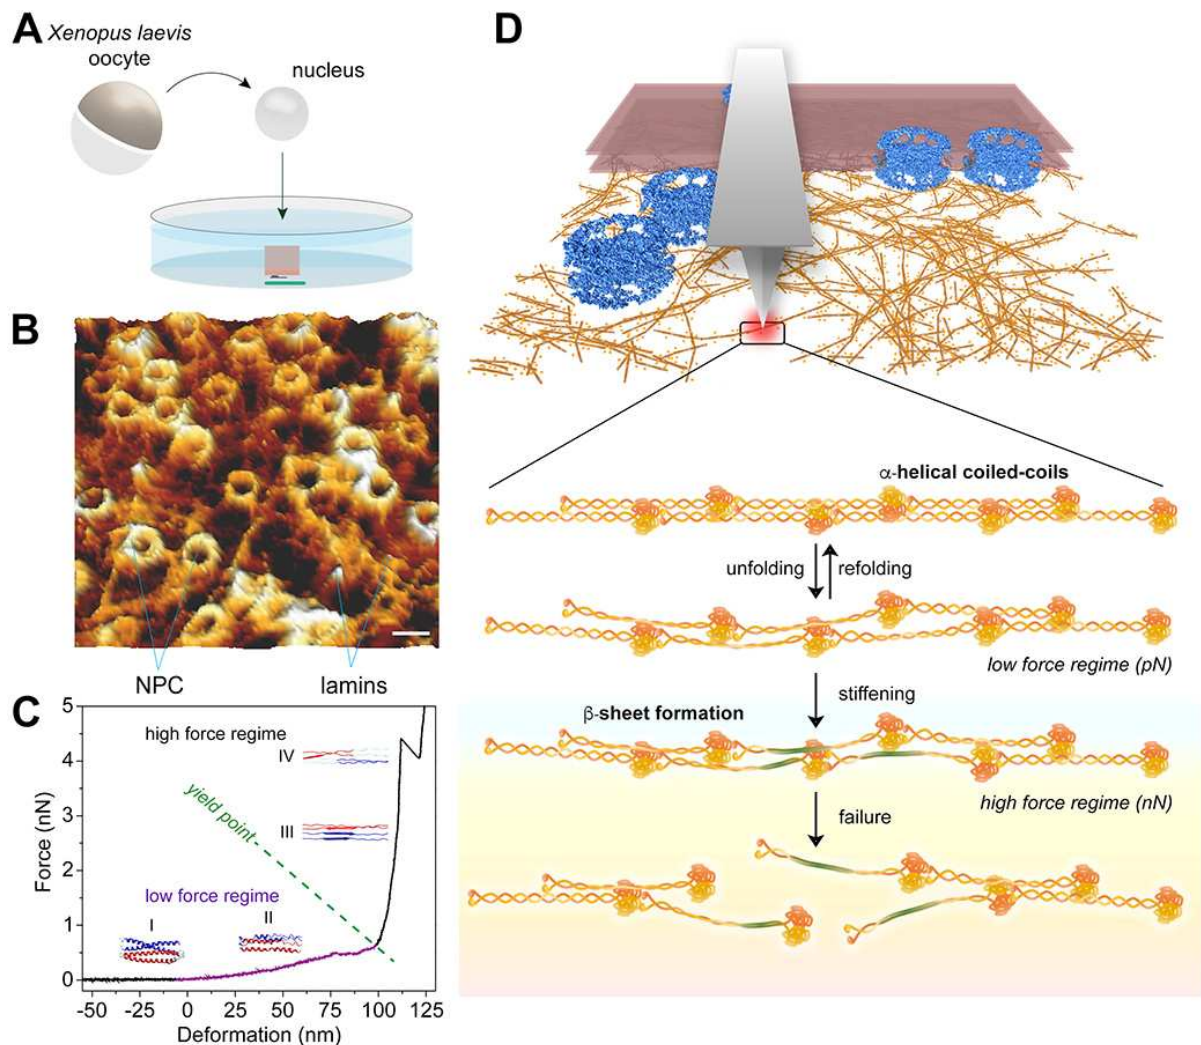 A
Xenopus laevis
oocyte
nucleus
B
NPC
lamins
C
5
4
3
2
1
0
Force (nN)
high force regime
IV
yield point
III
low force regime
I
II
-50
-25
0
25
50
75
100
125
Deformation (nm)
D
α-helical coiled-coils
unfolding
refolding
low force regime (pN)
stiffening
β-sheet formation
high force regime (nN)
failure